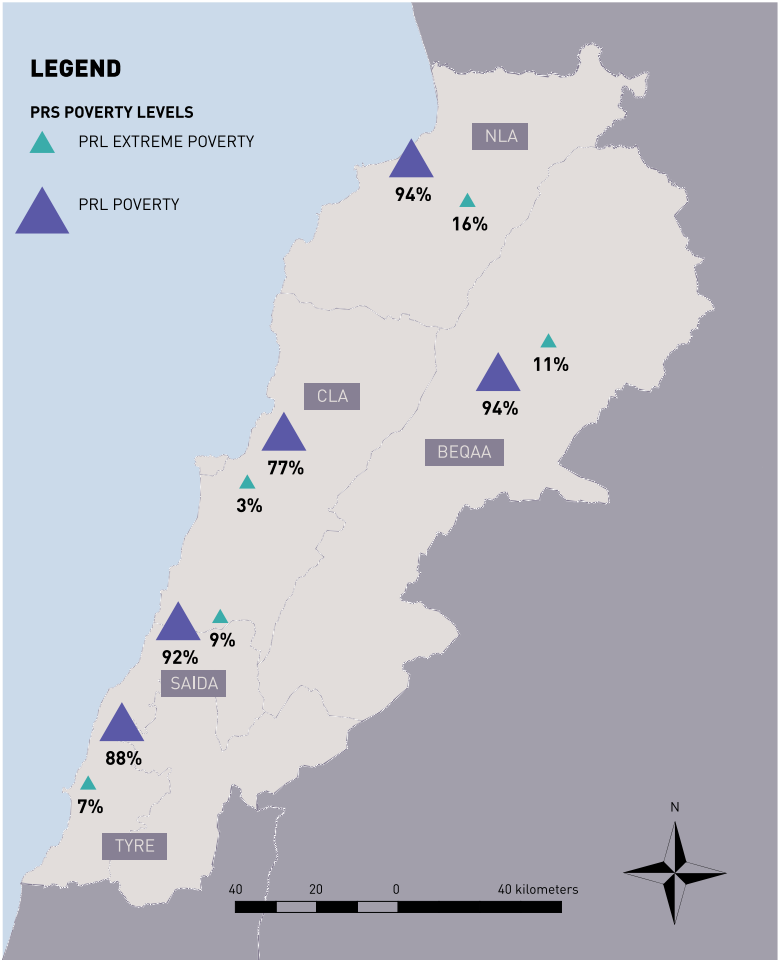 LEGEND
PRS POVERTY LEVELS
PRL EXTREME POVERTY
PRL POVERTY
NLA
94%
16%
11%
94%
BEQAA
CLA
77%
3%
9%
92%
SAIDA
88%
7%
TYRE
N
40 20 0 40 kilometers